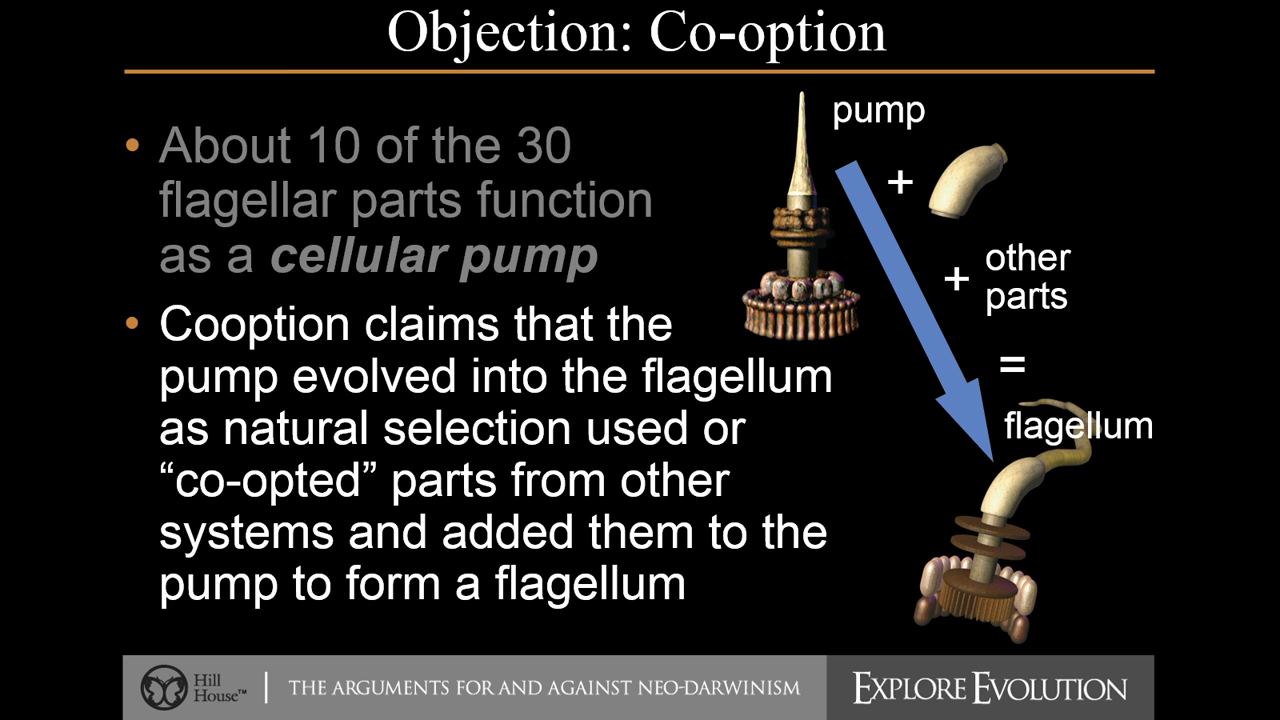 Objection: Co-option
• About 10 of the 30
flagellar parts function
as a cellular pump
• Cooption claims that the
pump evolved into the flagellum
as natural selection used or
“co-opted” parts from other
systems and added them to the
pump to form a flagellum
pump
+
+ other
parts
=
flagellum
Hill
House™
THE ARGUMENTS FOR AND AGAINST NEO-DARWINISM
EXPLORE EVOLUTION